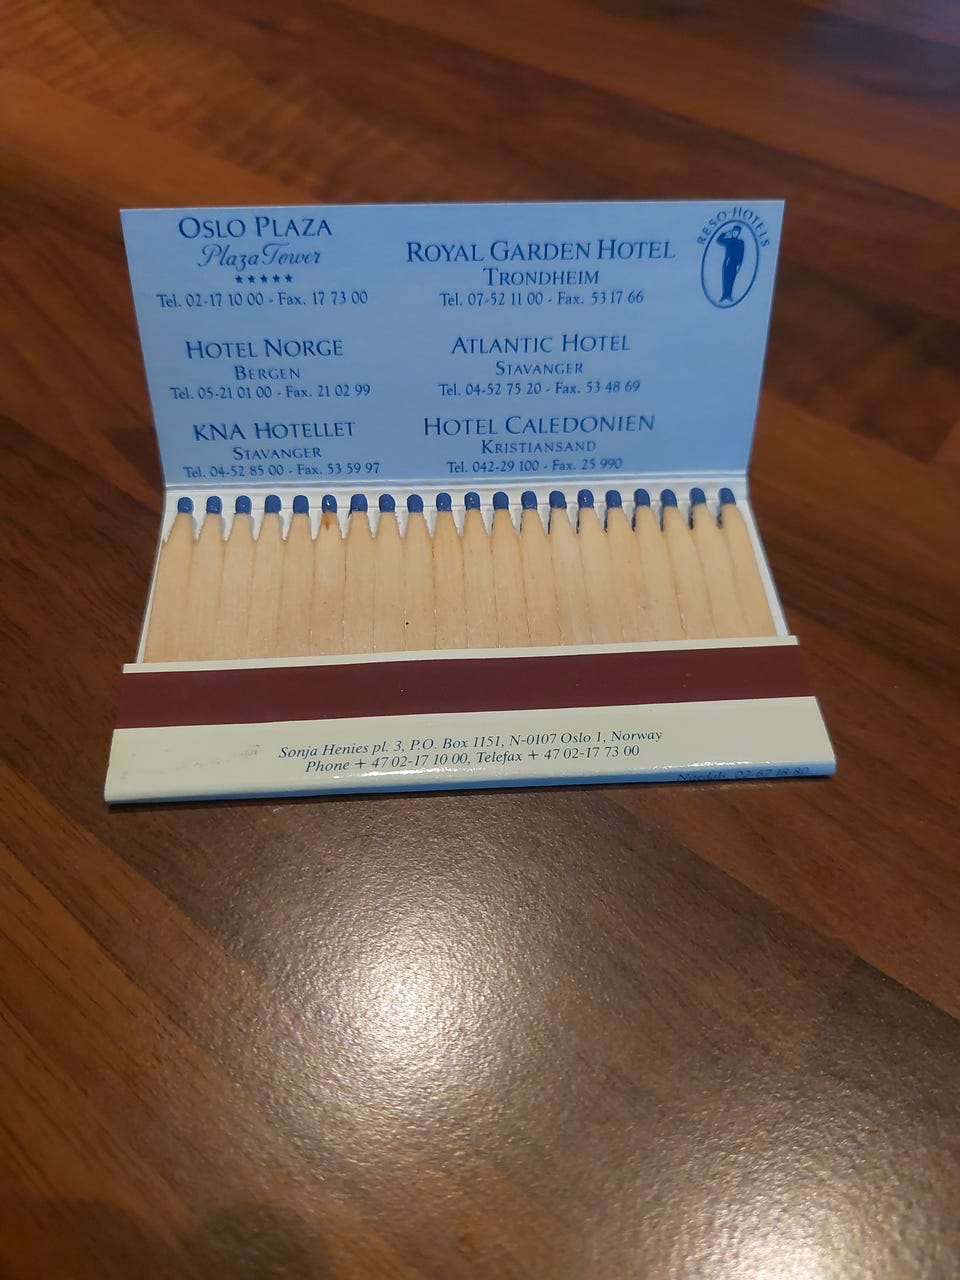 OSLO PLAZA
Plaza Tower
★★★★★
Tel. 02-17 10 00 - Fax. 17 73 00
HOTEL NORGE
BERGEN
Tel. 05-21 01 00 - Fax. 21 02 99
KNA HOTELLET
STAVANGER
Tel. 04-52 85 00 - Fax. 53 59 97
ROYAL GARDEN HOTEL
TRONDHEIM
Tel. 07-52 11 00 - Fax. 53 17 66
ATLANTIC HOTEL
STAVANGER
Tel. 04-52 75 20 - Fax. 53 48 69
HOTEL CALEDONIEN
KRISTIANSAND
Tel. 042-29 100 - Fax. 25 990
RESO-HOTELS
Sonja Henies pl. 3, P.O. Box 1151, N-0107 Oslo 1, Norway
Phone + 47 02-17 10 00, Telefax + 47 02-17 73 00
Nitedals 02-67 18 80